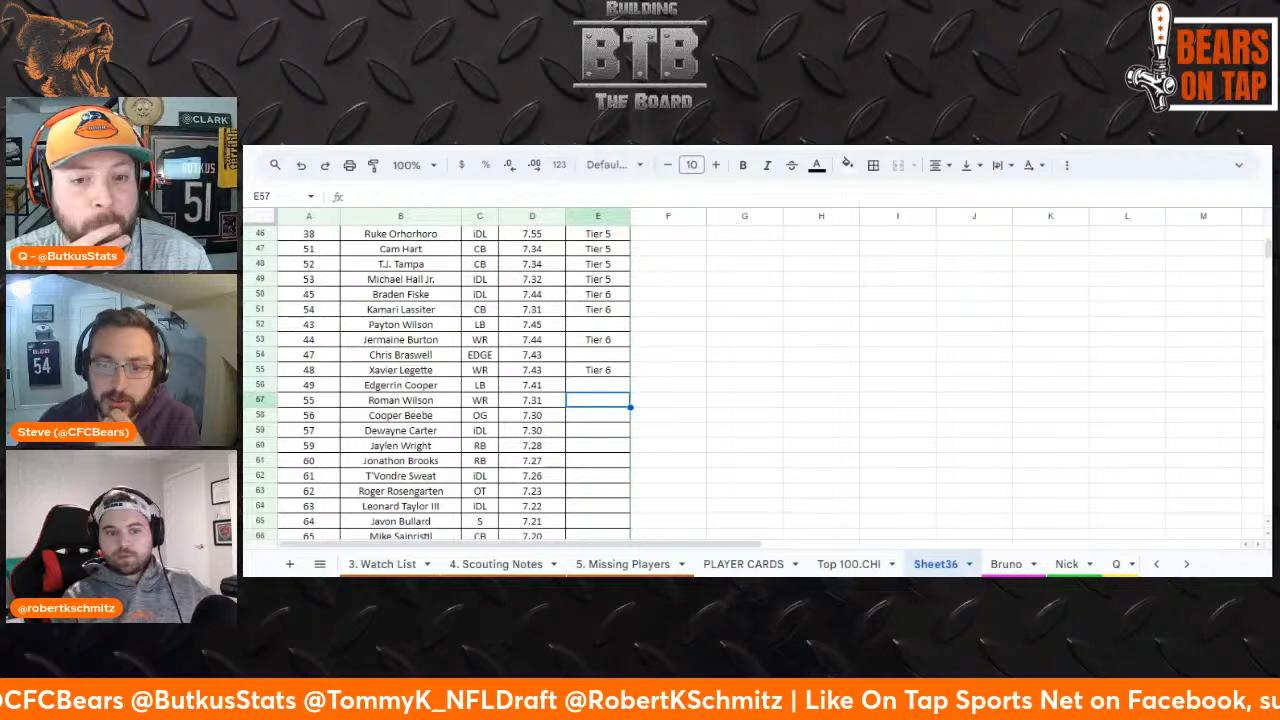 BUILDING
BTB
THE BOARD
BEARS
ON TAP
CLARK
BUTKUS
51
Q - @ButkusStats
54
Steve (@CFCBears)
@robertkschmitz
100%
$ % .0 .00 123
Defaul...
− 10 +
B I S A
E57
fx
A B C D E F G H I J K L M
46 38 Ruke Orhorhoro iDL 7.55 Tier 5
47 51 Cam Hart CB 7.34 Tier 5
48 52 T.J. Tampa CB 7.34 Tier 5
49 53 Michael Hall Jr. iDL 7.32 Tier 5
50 45 Braden Fiske iDL 7.44 Tier 6
51 54 Kamari Lassiter CB 7.31 Tier 6
52 43 Payton Wilson LB 7.45
53 44 Jermaine Burton WR 7.44 Tier 6
54 47 Chris Braswell EDGE 7.43
55 48 Xavier Legette WR 7.43 Tier 6
56 49 Edgerrin Cooper LB 7.41
57 55 Roman Wilson WR 7.31
58 56 Cooper Beebe OG 7.30
59 57 Dewayne Carter iDL 7.30
60 59 Jaylen Wright RB 7.28
61 60 Jonathon Brooks RB 7.27
62 61 T'Vondre Sweat iDL 7.26
63 62 Roger Rosengarten OT 7.23
64 63 Leonard Taylor III iDL 7.22
65 64 Javon Bullard S 7.21
66 65 Mike Sainristil CB 7.20
+ 3. Watch List 4. Scouting Notes 5. Missing Players PLAYER CARDS Top 100.CHI Sheet36 Bruno Nick Q
CFCBears @ButkusStats @TommyK_NFLDraft @RobertKSchmitz | Like On Tap Sports Net on Facebook, su